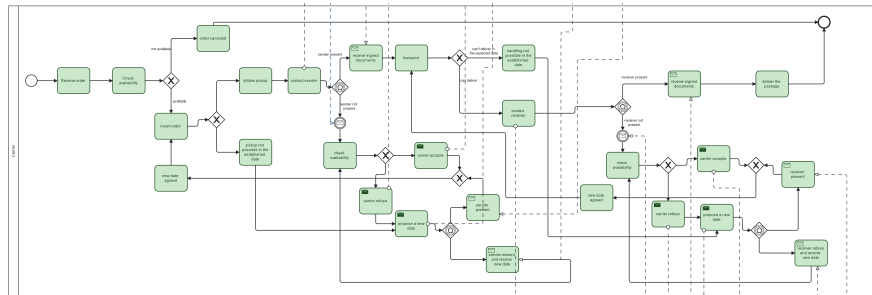 Carrier
Receive order
Check
availability
not available
order canceled
available
insert order
new date
agreed
initiate pickup
contact sender
pickup not
possible in the
established
date
sender present
sender not
present
receive signed
documents
transport
can't deliver in
the expected date
can deliver
handling not
possible in the
established
date
contact
receiver
check
availability
carrier accepts
carrier refuse
propose a new
date
sender
present
sender absent
and receive
new date
receiver present
receiver not
present
receive signed
documents
deliver the
package
check
availability
carrier accepts
carrier refuse
propose a new
date
new date
agreed
receiver
present
receiver refuse
and receive
new date